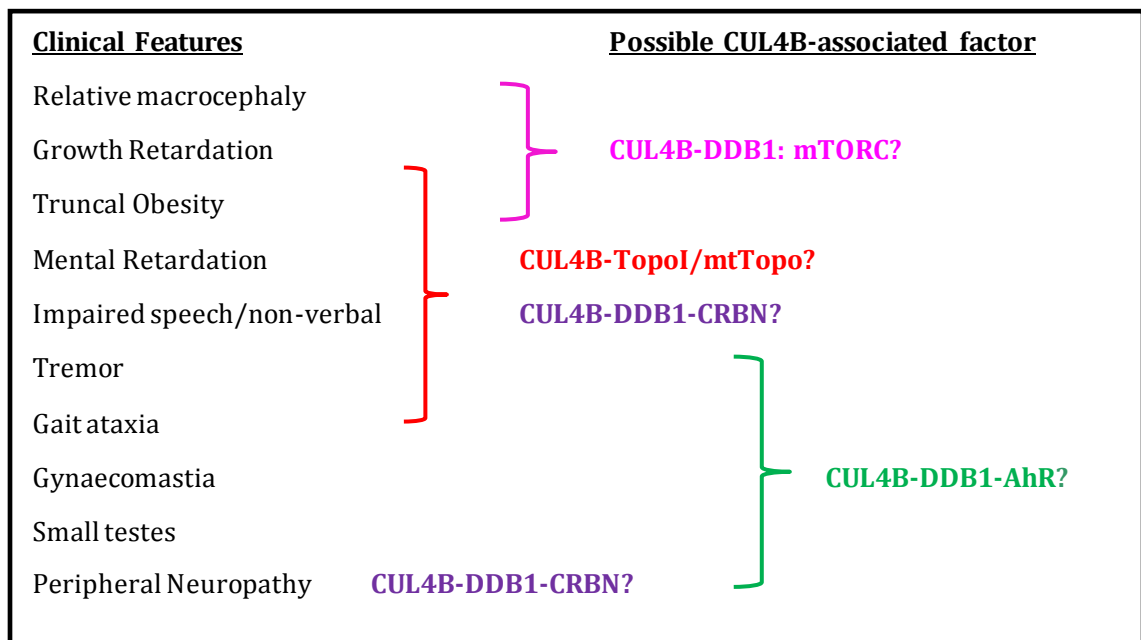 Clinical Features Possible CUL4B-associated factor
Relative macrocephaly
Growth Retardation CUL4B-DDB1: mTORC?
Truncal Obesity
Mental Retardation CUL4B-TopoI/mtTopo?
Impaired speech/non-verbal CUL4B-DDB1-CRBN?
Tremor
Gait ataxia
Gynaecomastia CUL4B-DDB1-AhR?
Small testes
Peripheral Neuropathy CUL4B-DDB1-CRBN?